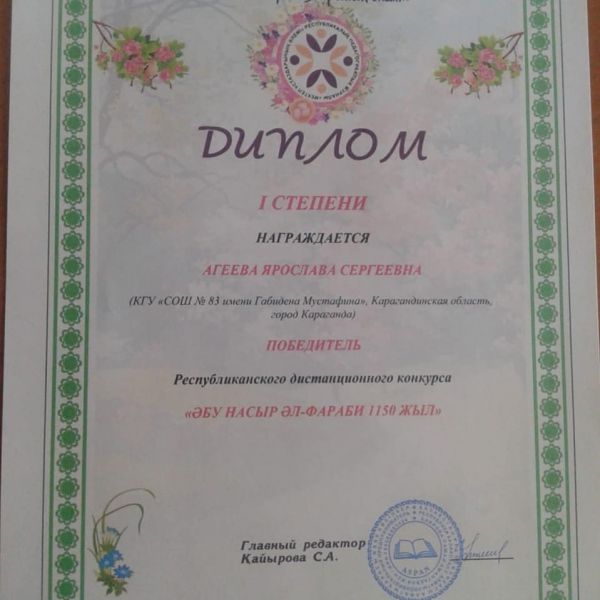 ДИПЛОМ
I СТЕПЕНИ
НАГРАЖДАЕТСЯ
АГЕЕВА ЯРОСЛАВА СЕРГЕЕВНА
(КГУ «СОШ № 83 имени Габидена Мустафина», Карагандинская область,
город Караганда)
ПОБЕДИТЕЛЬ
Республиканского дистанционного конкурса
«ӘБУ НАСЫР ӘЛ-ФАРАБИ 1150 ЖЫЛ»
Главный редактор
Қайырова С.А.